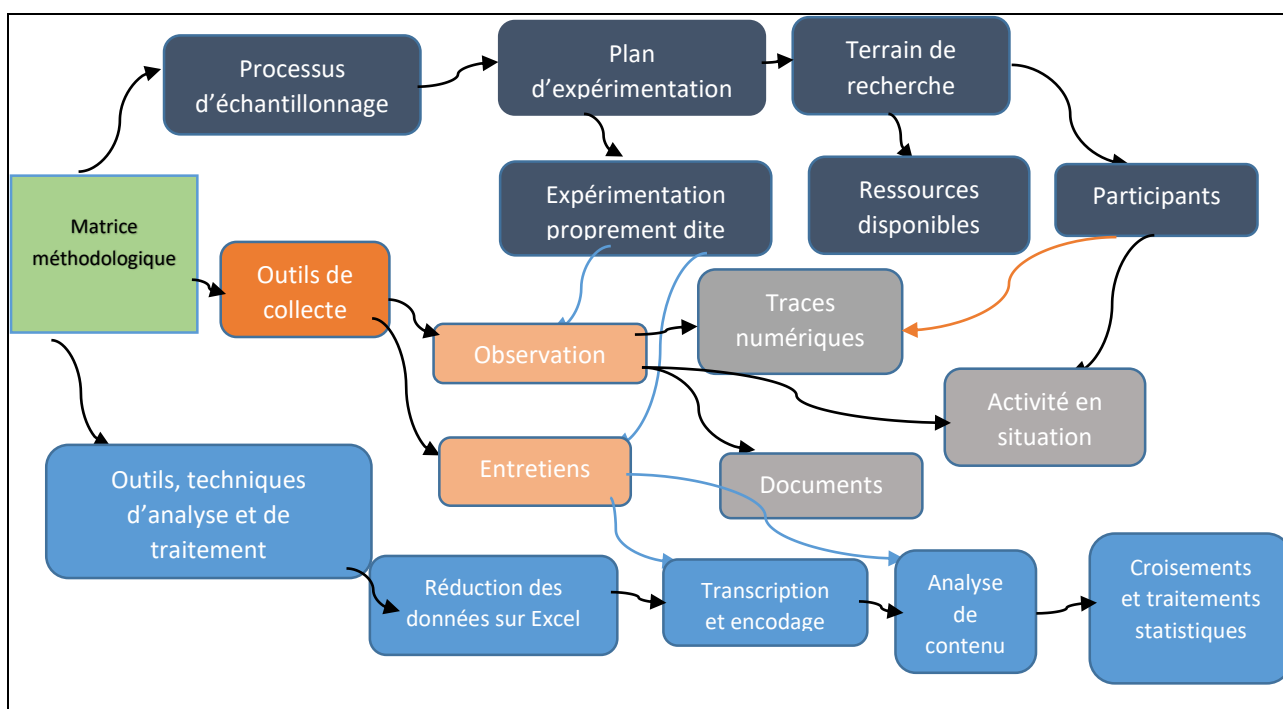 Processus
d'échantillonnage
Plan
d'expérimentation
Terrain de
recherche
Matrice
méthodologique
Expérimentation
proprement dite
Ressources
disponibles
Participants
Outils de
collecte
Observation
Traces
numériques
Activité en
situation
Entretiens
Documents
Outils, techniques
d'analyse et de
traitement
Réduction des
données sur Excel
Transcription
et encodage
Analyse
de
contenu
Croisements
et traitements
statistiques